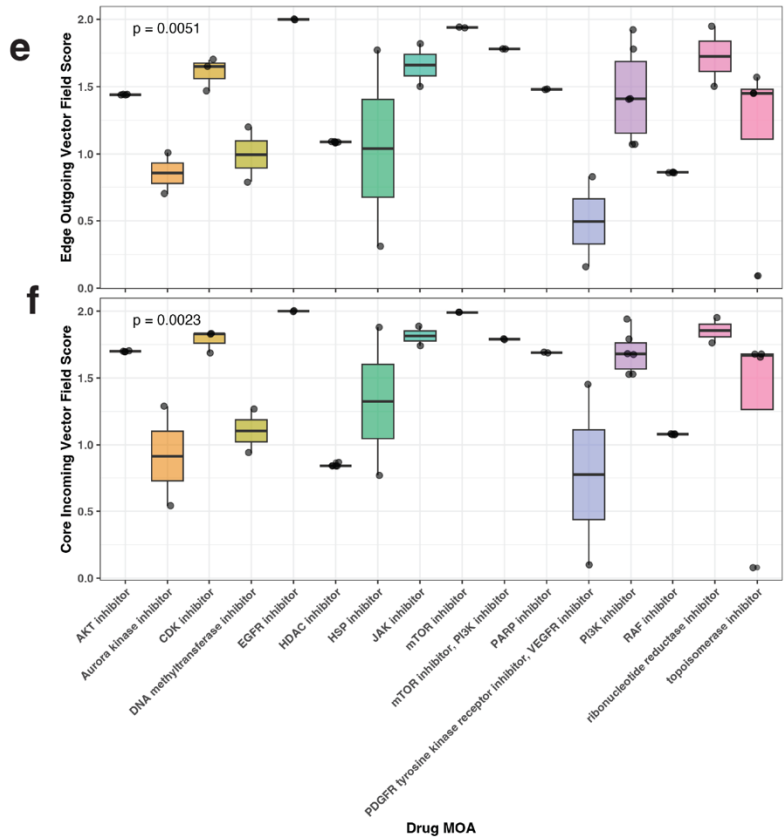 e
p = 0.0051
Edge Outgoing Vector Field Score
2.0
1.5
1.0
0.5
0.0
f
p = 0.0023
Core Incoming Vector Field Score
2.0
1.5
1.0
0.5
0.0
AKT inhibitor
Aurora kinase inhibitor
CDK Inhibitor
DNA methyltransferase inhibitor
EGFR Inhibitor
HDAC inhibitor
HSP Inhibitor
JAK inhibitor
mTOR inhibitor
mTOR inhibitor, PI3K inhibitor
PARP inhibitor
PDGFR tyrosine kinase receptor inhibitor, VEGFR inhibitor
PI3K inhibitor
RAF inhibitor
ribonucleotide reductase inhibitor
topoisomerase inhibitor
Drug MOA